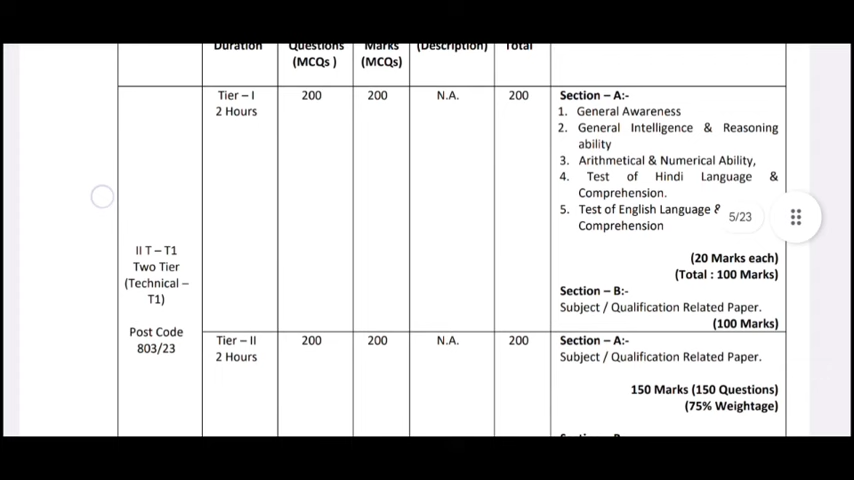 Duration
Questions
(MCQs )
Marks
(MCQs)
(Description)
Total
II T – T1
Two Tier
(Technical –
T1)
Post Code
803/23
Tier – I
2 Hours
200
200
N.A.
200
Section – A:-
1. General Awareness
2. General Intelligence & Reasoning
ability
3. Arithmetical & Numerical Ability,
4. Test of Hindi Language &
Comprehension.
5. Test of English Language &
Comprehension
(20 Marks each)
(Total : 100 Marks)
Section – B:-
Subject / Qualification Related Paper.
(100 Marks)
Tier – II
2 Hours
200
200
N.A.
200
Section – A:-
Subject / Qualification Related Paper.
150 Marks (150 Questions)
(75% Weightage)
5/23